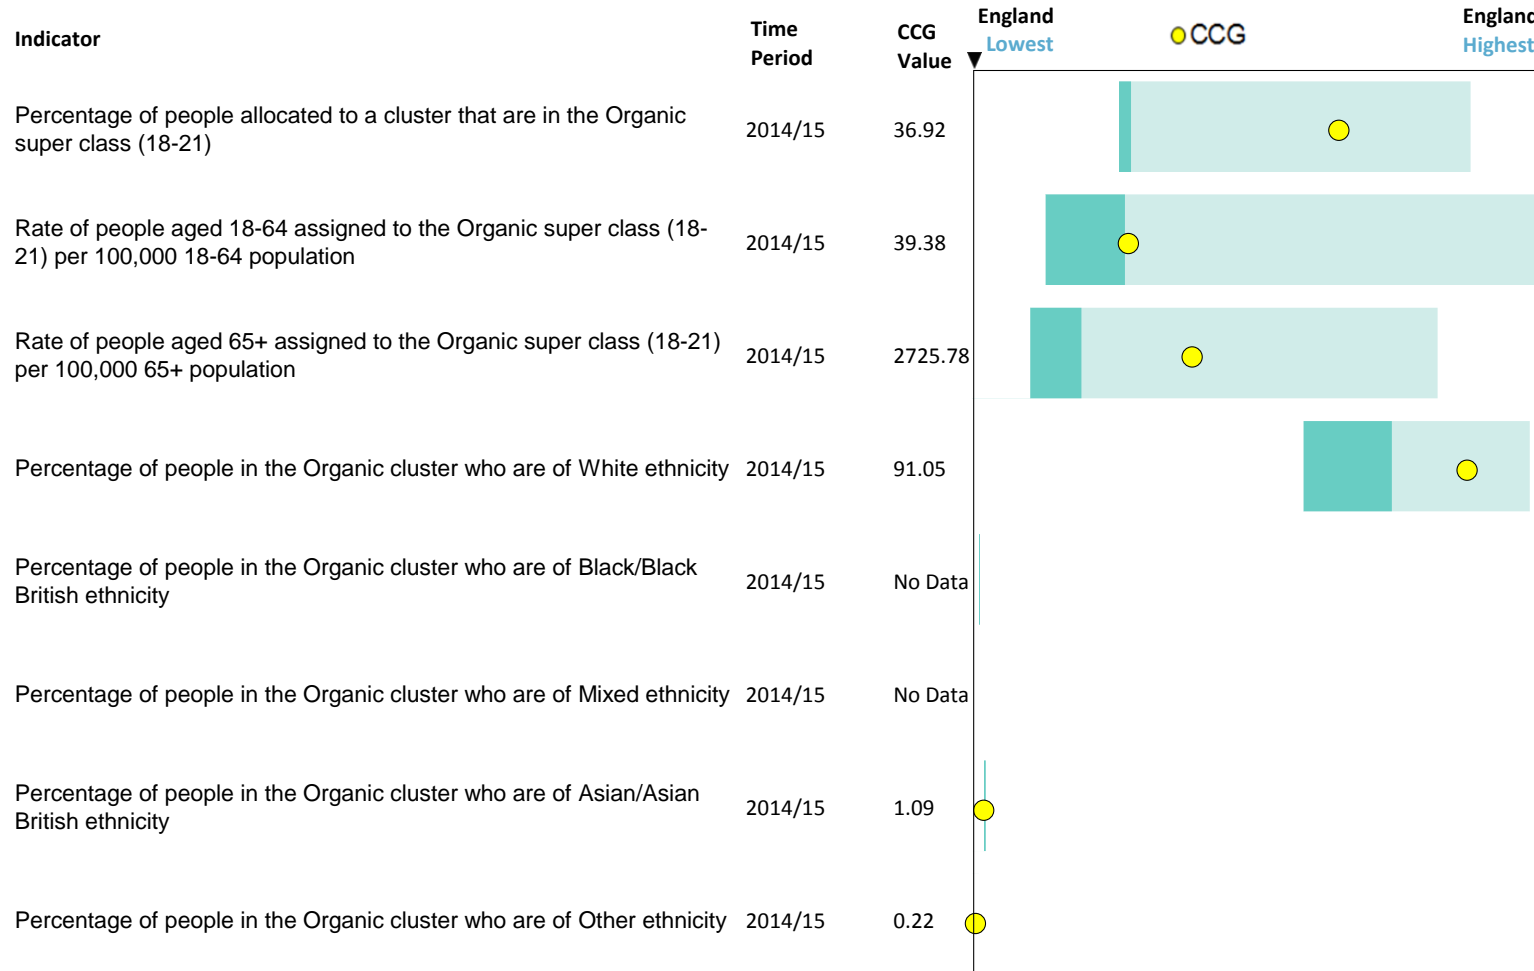 Indicator
Time
Period
CCG
Value
England
Lowest
CCG
England
Highest
Percentage of people allocated to a cluster that are in the Organic
super class (18-21)
2014/15
36.92
Rate of people aged 18-64 assigned to the Organic super class (18-
21) per 100,000 18-64 population
2014/15
39.38
Rate of people aged 65+ assigned to the Organic super class (18-21)
per 100,000 65+ population
2014/15
2725.78
Percentage of people in the Organic cluster who are of White ethnicity
2014/15
91.05
Percentage of people in the Organic cluster who are of Black/Black
British ethnicity
2014/15
No Data
Percentage of people in the Organic cluster who are of Mixed ethnicity
2014/15
No Data
Percentage of people in the Organic cluster who are of Asian/Asian
British ethnicity
2014/15
1.09
Percentage of people in the Organic cluster who are of Other ethnicity
2014/15
0.22